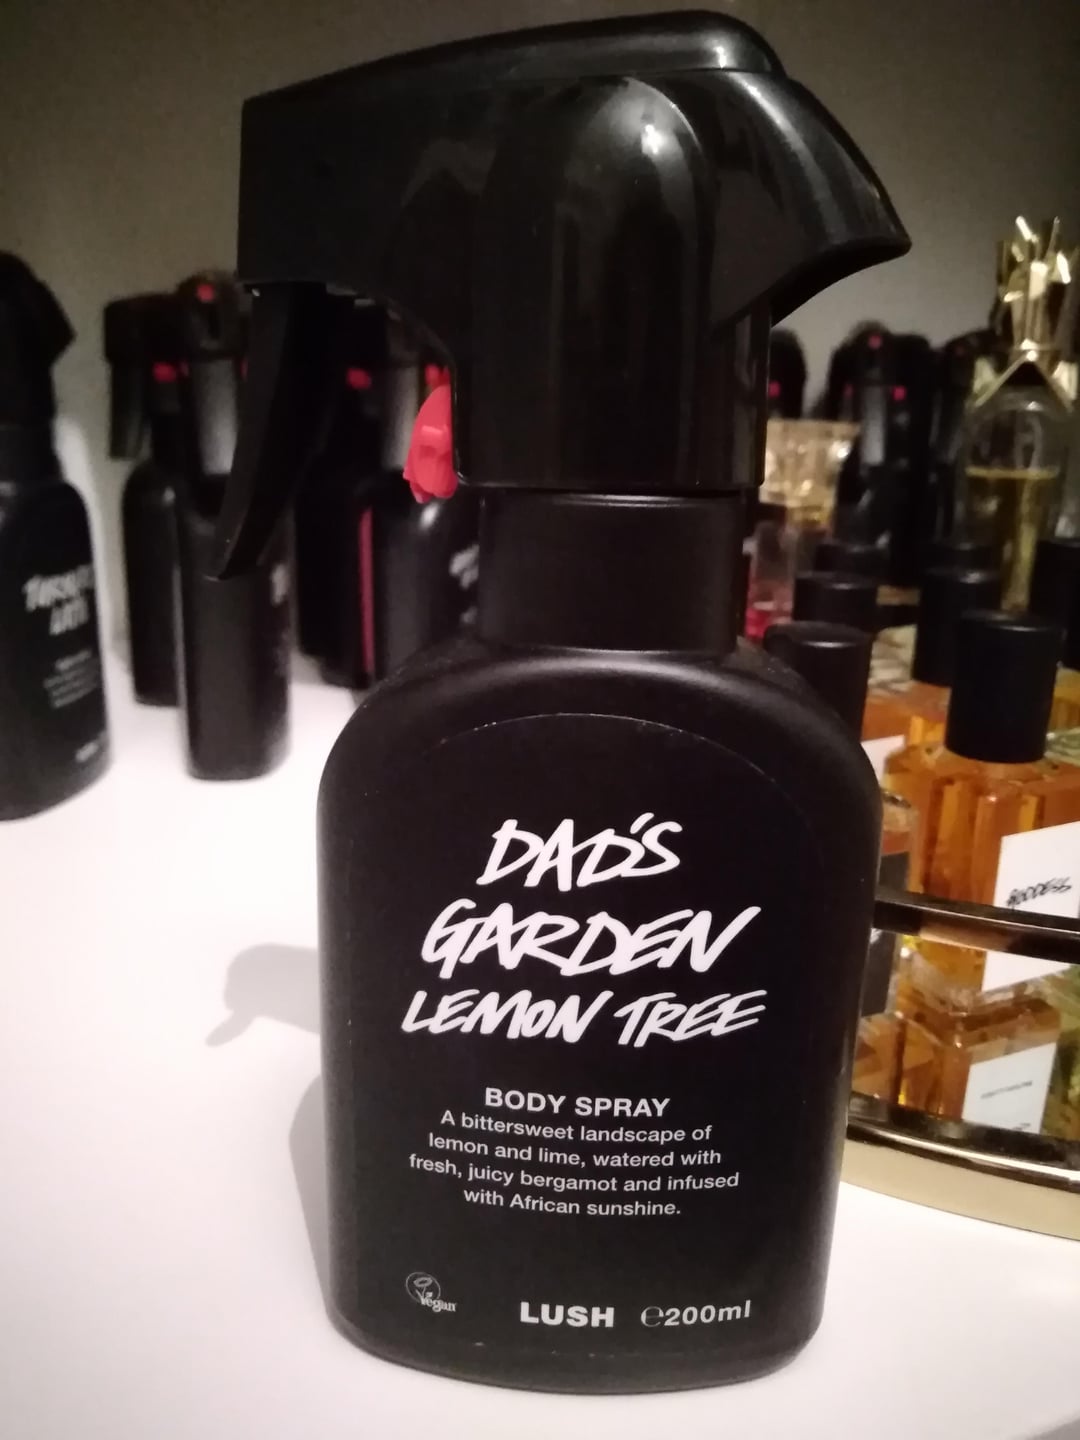 DAD'S
GARDEN
LEMON TREE
BODY SPRAY
A bittersweet landscape of
lemon and lime, watered with
fresh, juicy bergamot and infused
with African sunshine.
Vegan
LUSH ℮200ml
GODDESS